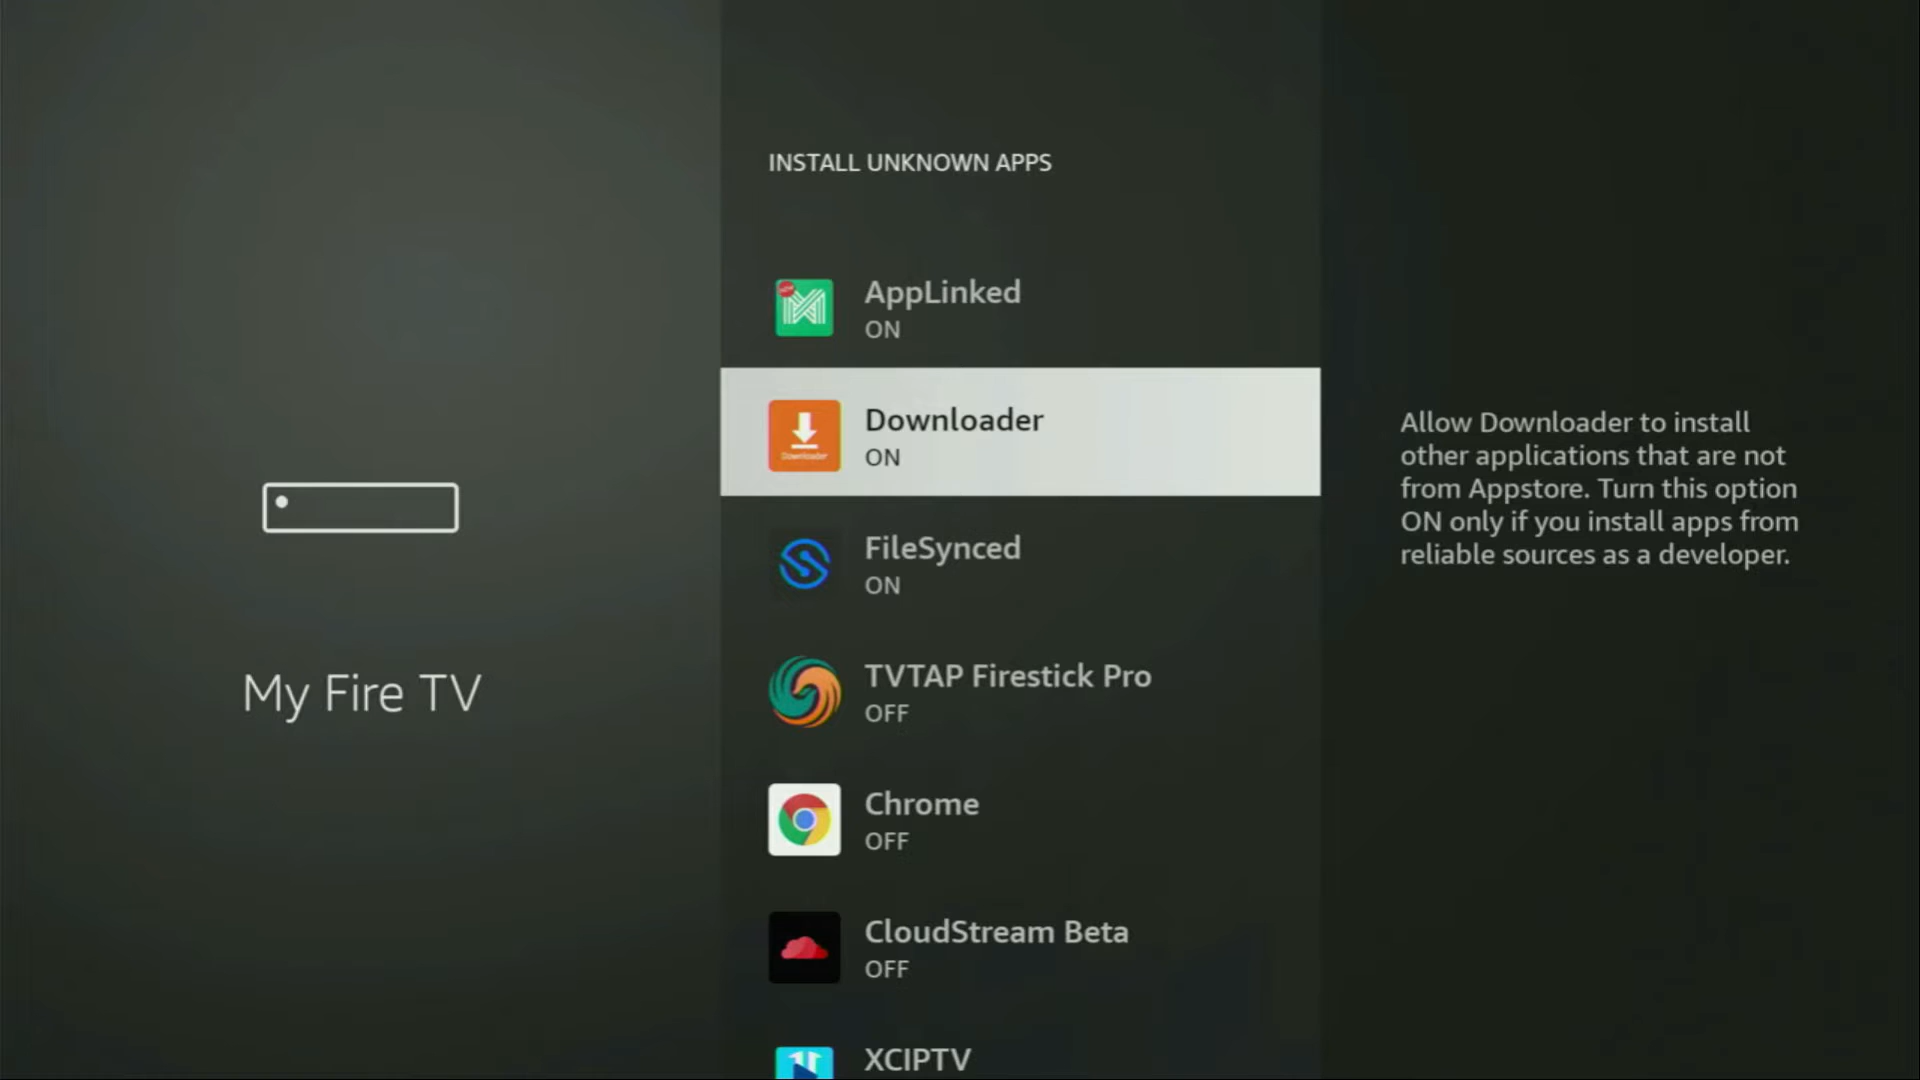 INSTALL UNKNOWN APPS
AppLinked
ON
Downloader
Downloader
ON
FileSynced
ON
TVTAP Firestick Pro
OFF
Chrome
OFF
CloudStream Beta
OFF
XCIPTV
My Fire TV
Allow Downloader to install
other applications that are not
from Appstore. Turn this option
ON only if you install apps from
reliable sources as a developer.